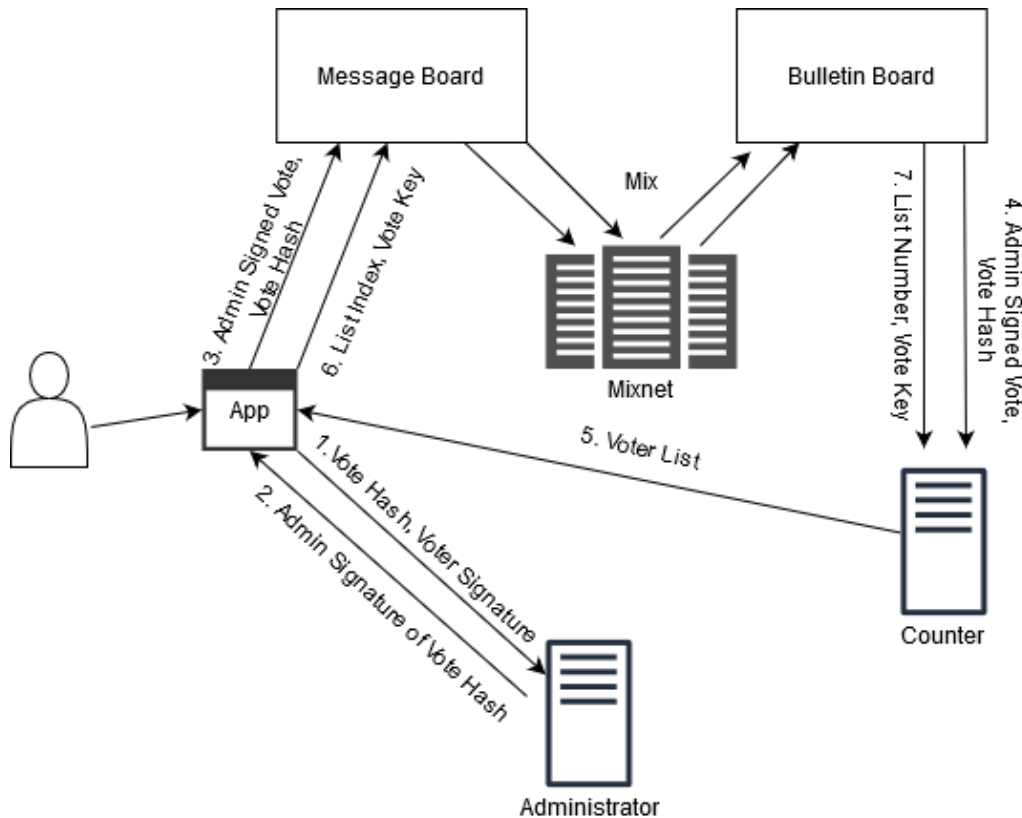 Message Board
Bulletin Board
3. Admin Signed Vote,
Vote Hash
6. List Index, Vote Key
Mix
Mixnet
7. List Number, Vote Key
4. Admin Signed Vote,
Vote Hash
App
5. Voter List
1.Vote Hash, Voter Signature
2. Admin Signature of Vote Hash
Counter
Administrator